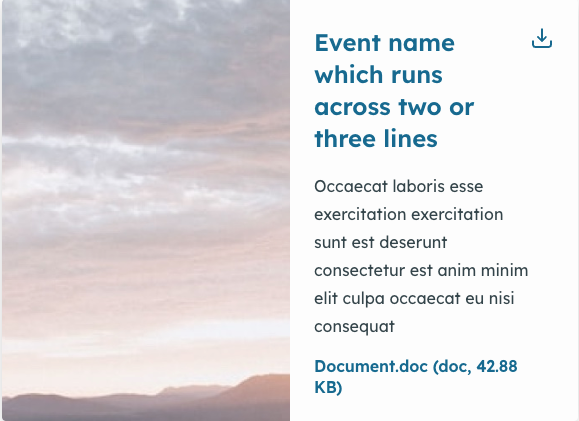 Event name
which runs
across two or
three lines
Occaecat laboris esse
exercitation exercitation
sunt est deserunt
consectetur est anim minim
elit culpa occaecat eu nisi
consequat
Document.doc (doc, 42.88
KB)